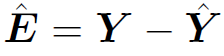 Ê = Y − Ŷ